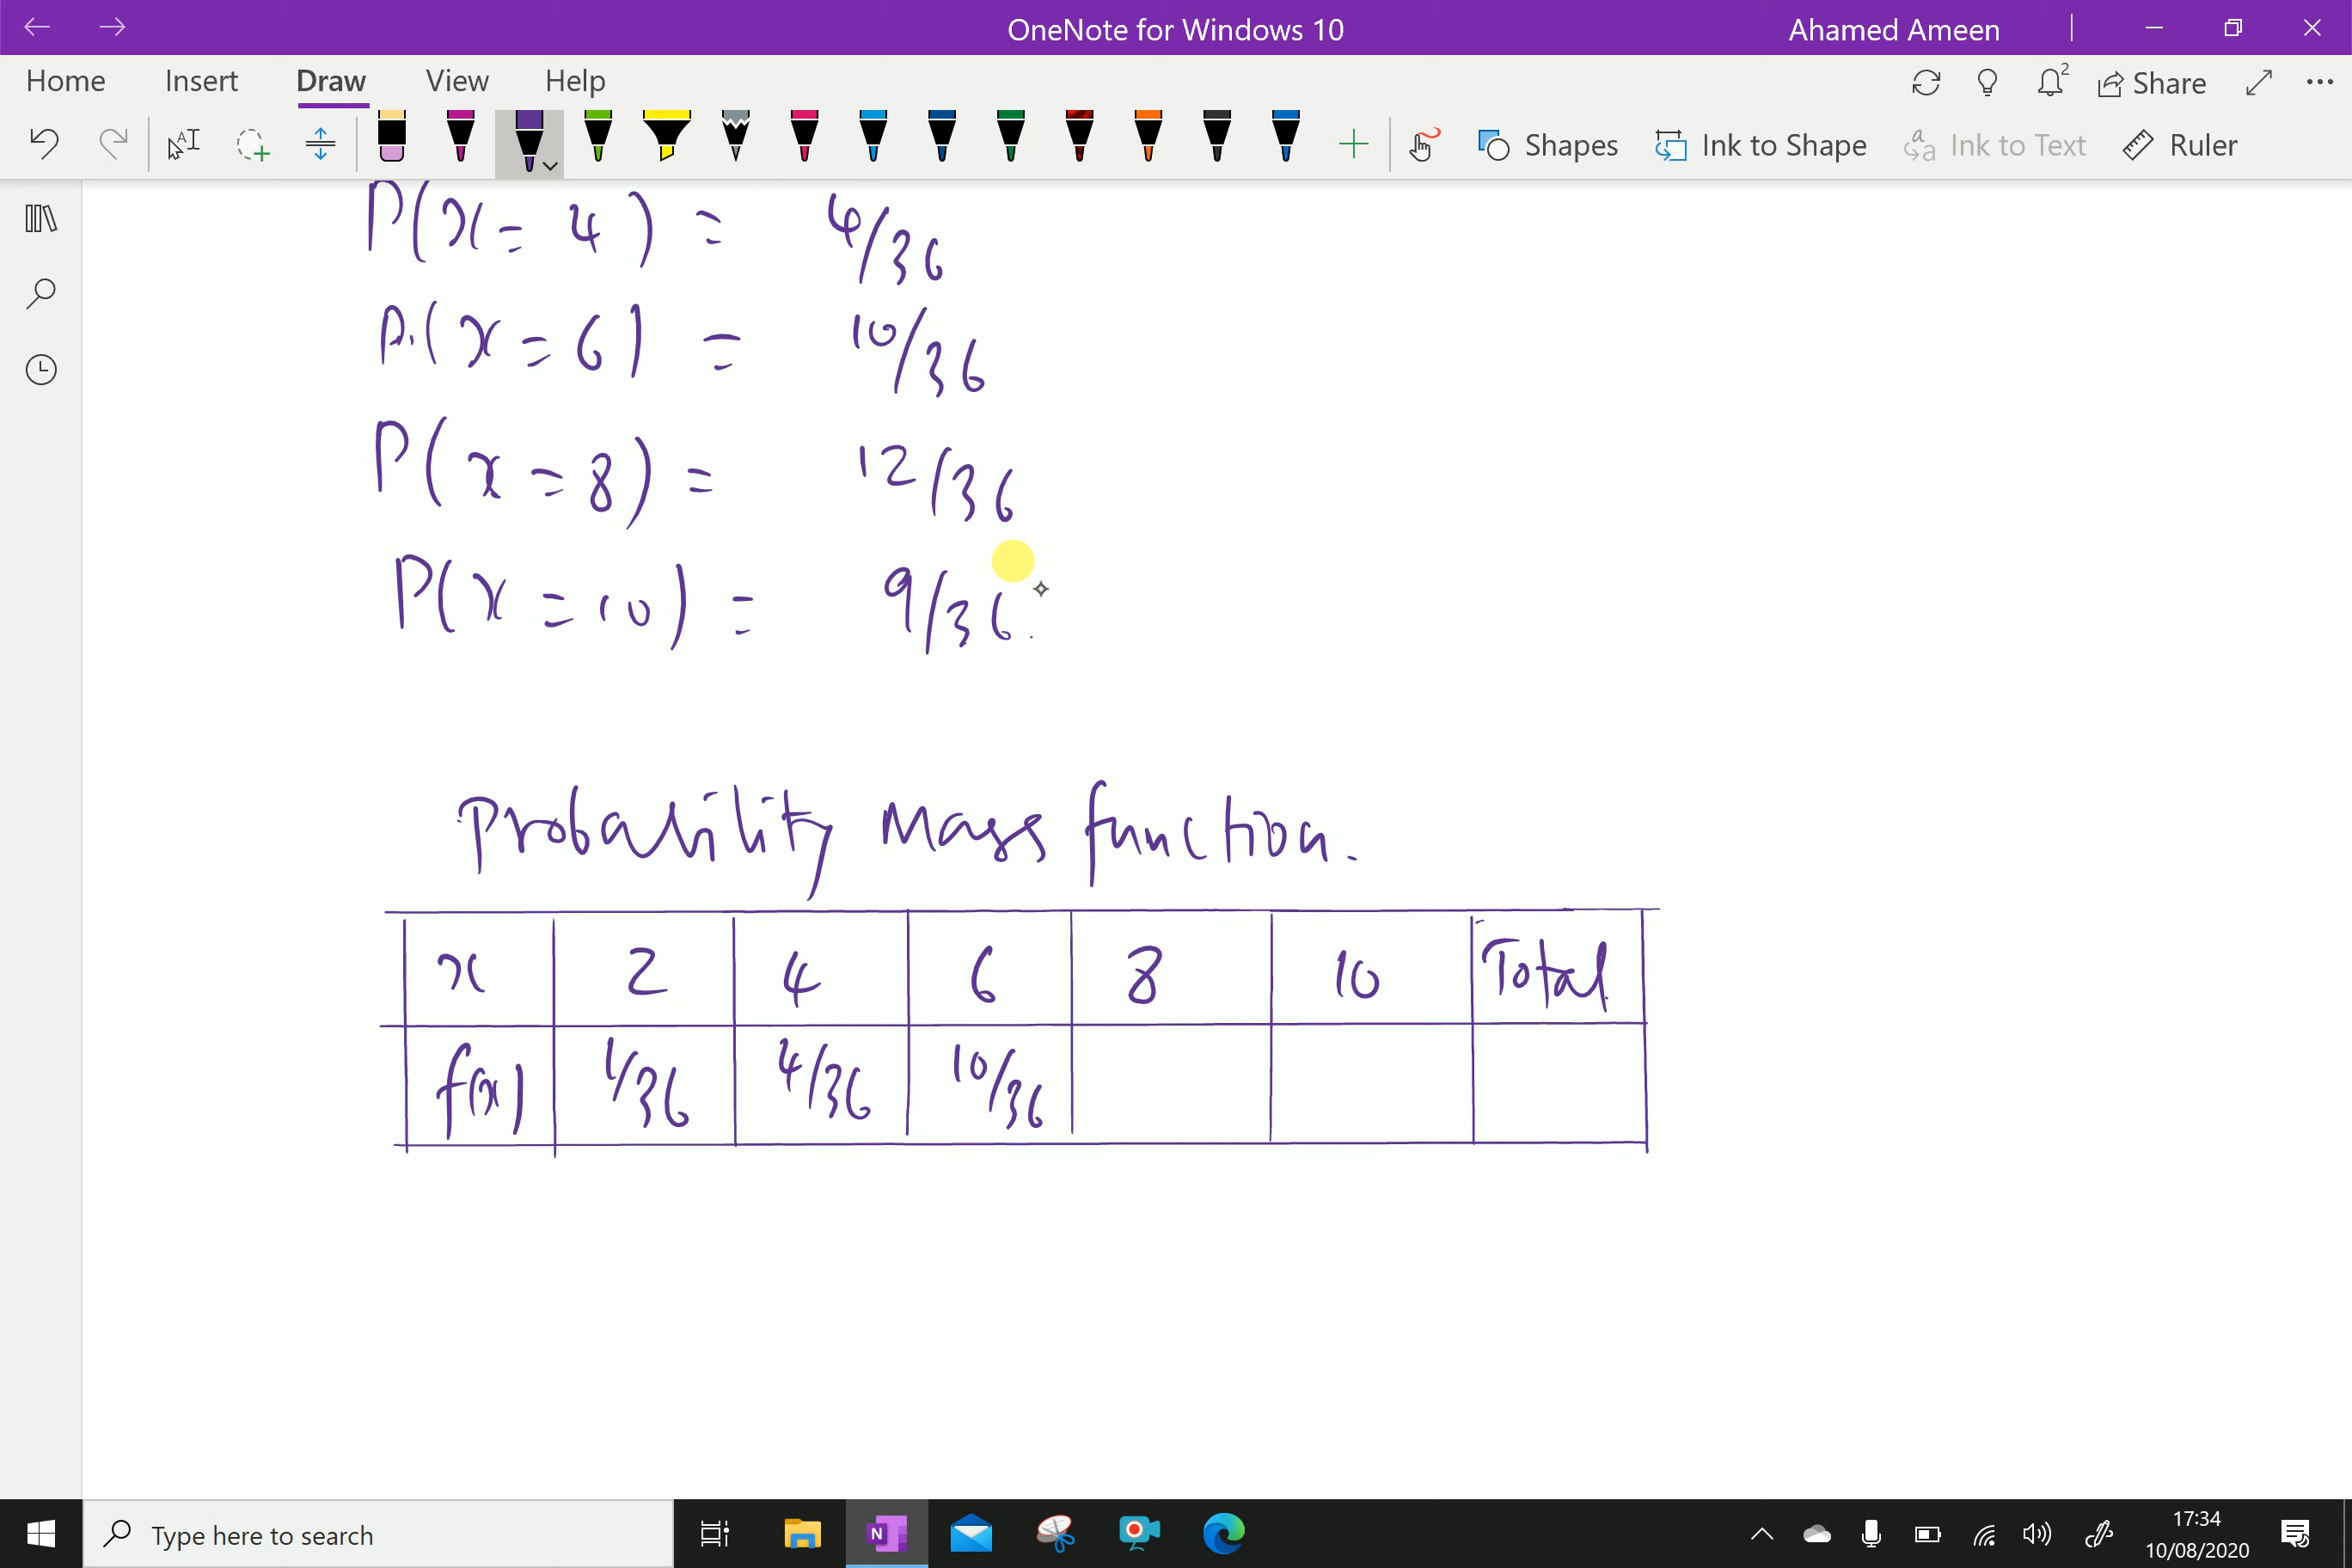 OneNote for Windows 10 Ahamed Ameen
Home Insert Draw View Help 2 Share
Shapes Ink to Shape Ink to Text Ruler
P(x = 4) = 4/36
P(x = 6) = 10/36
P(x = 8) = 12/36
P(x = 10) = 9/36.
Probability Mass function.
x 2 4 6 8 10 Total
f(x) 1/36 4/36 10/36
Type here to search
17:34
10/08/2020